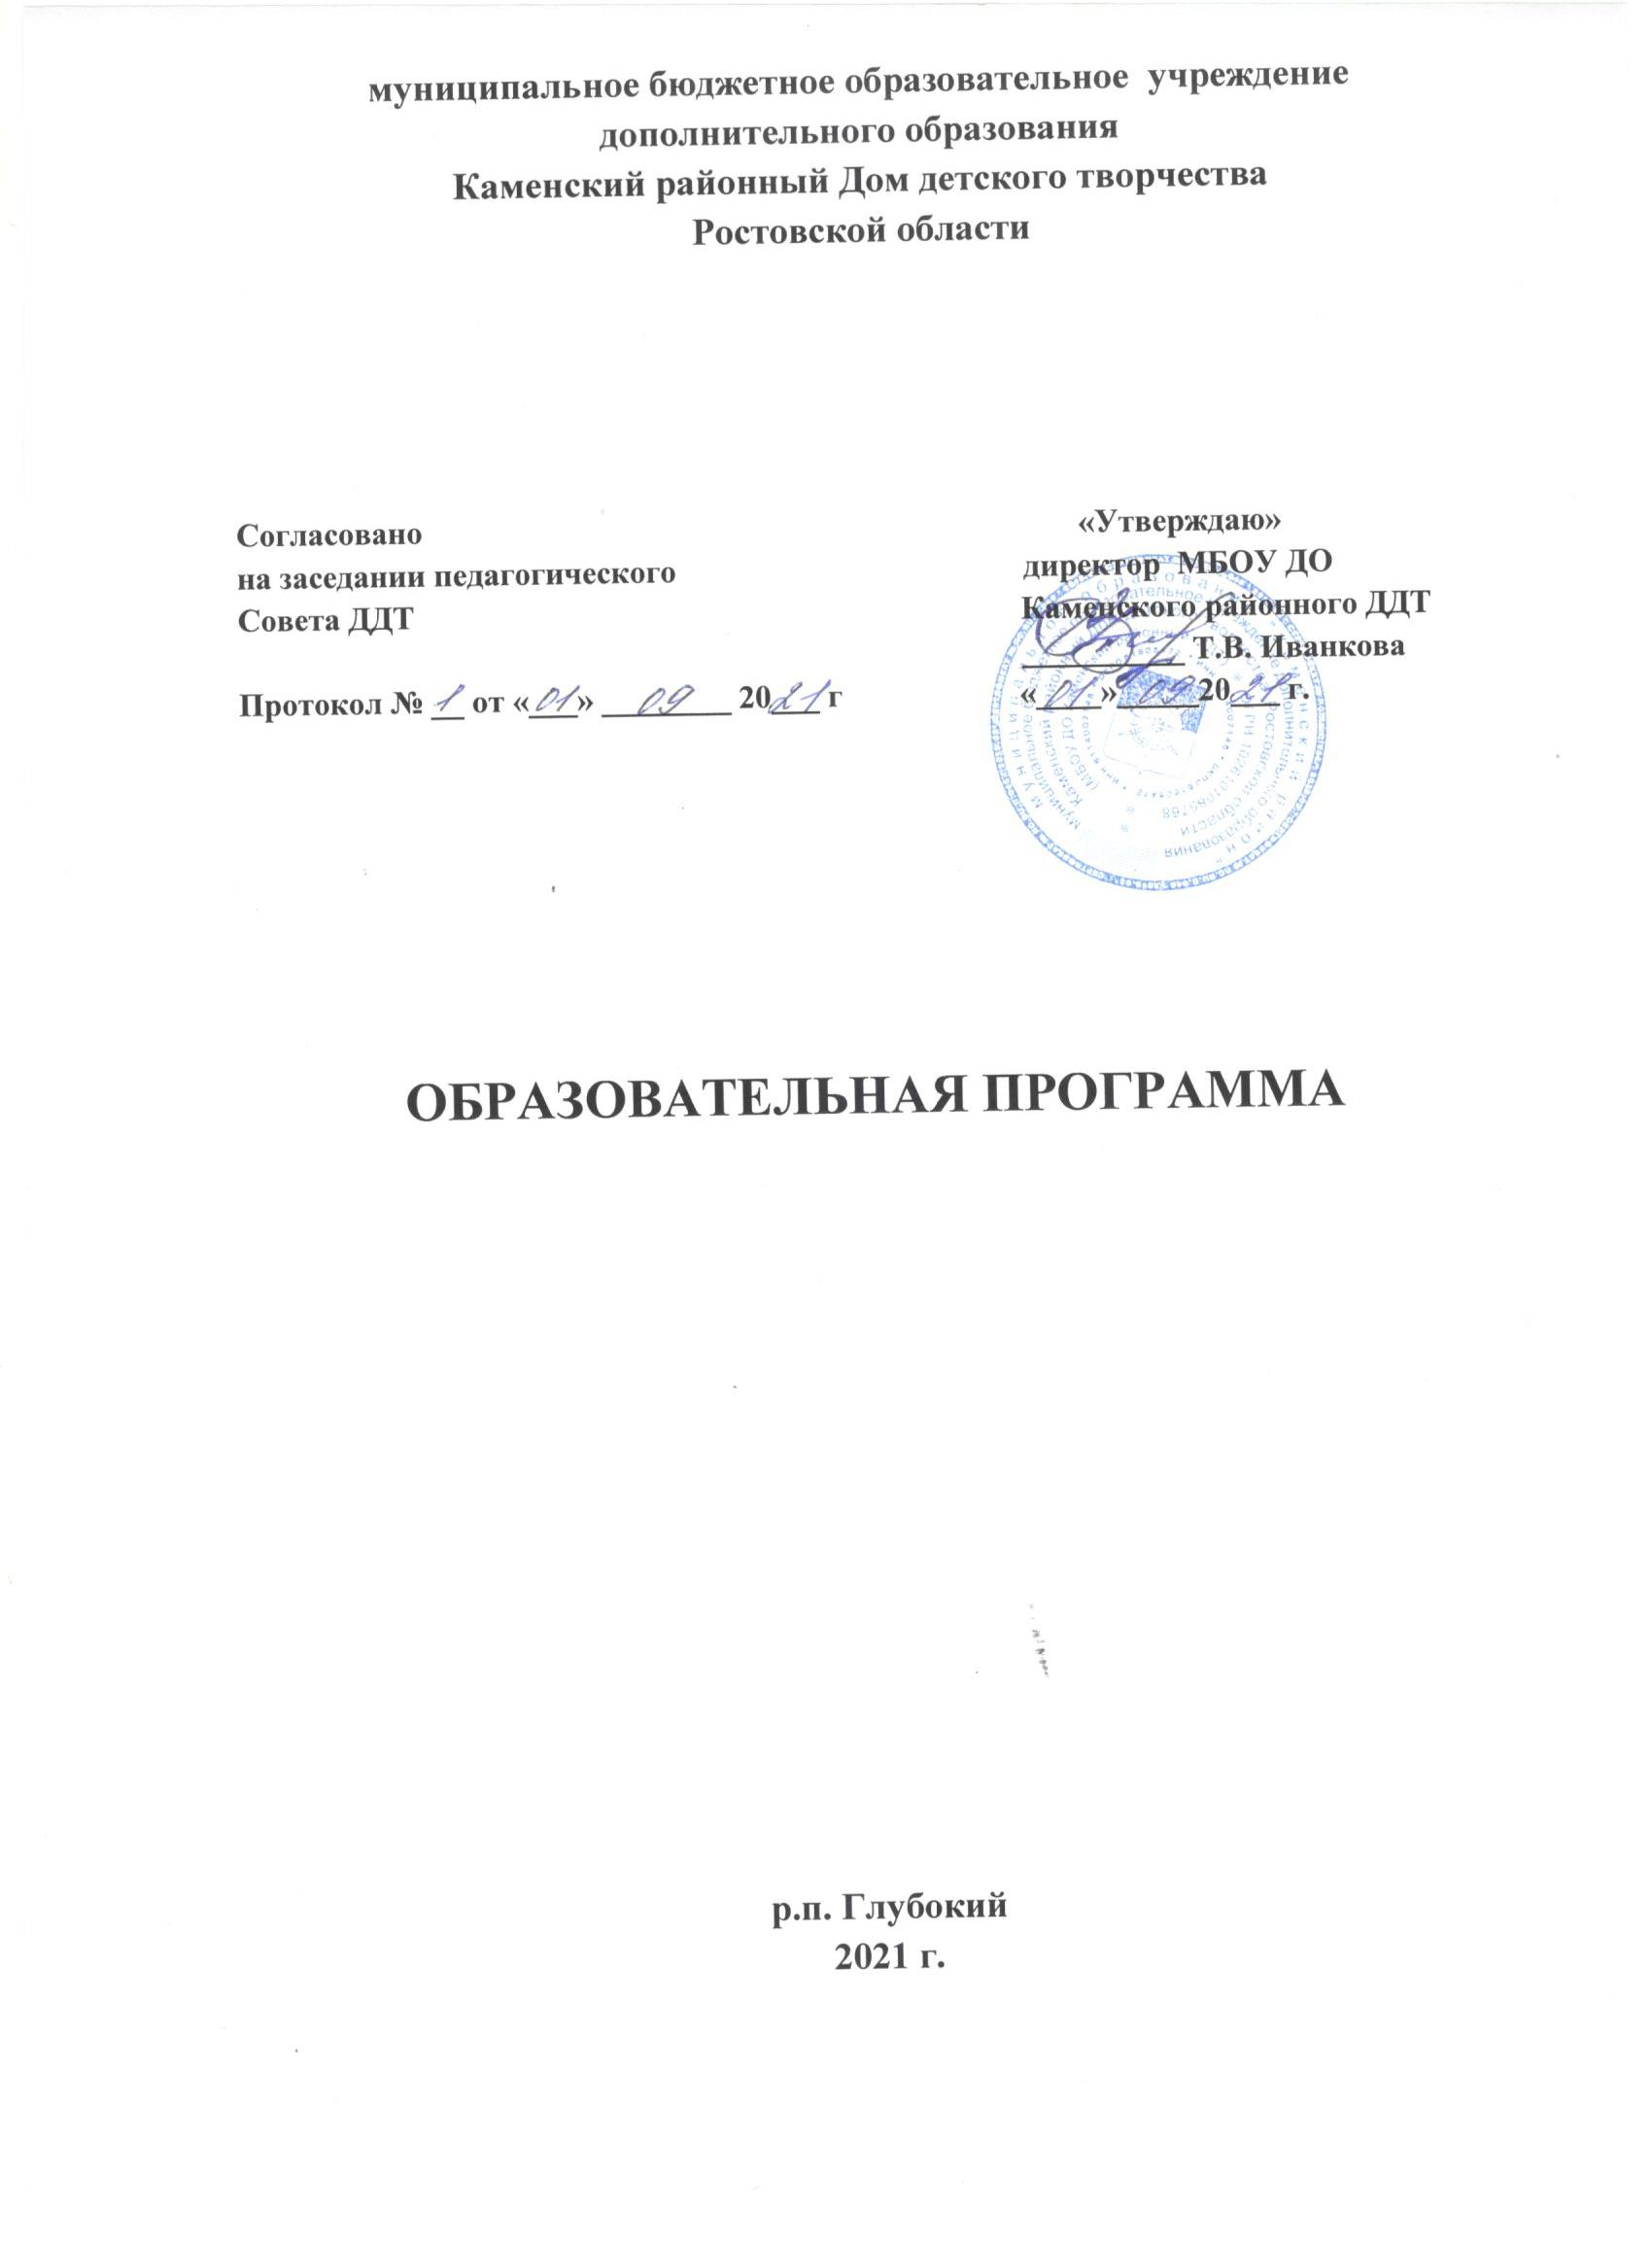 муниципальное бюджетное образовательное учреждение
дополнительного образования
Каменский районный Дом детского творчества
Ростовской области
Согласовано
на заседании педагогического
Совета ДДТ
Протокол № 1 от «01» 09 2021 г
«Утверждаю»
директор МБОУ ДО
Каменского районного ДДТ
Т.В. Иванкова
«01» 09 2021 г.
ОБРАЗОВАТЕЛЬНАЯ ПРОГРАММА
р.п. Глубокий
2021 г.